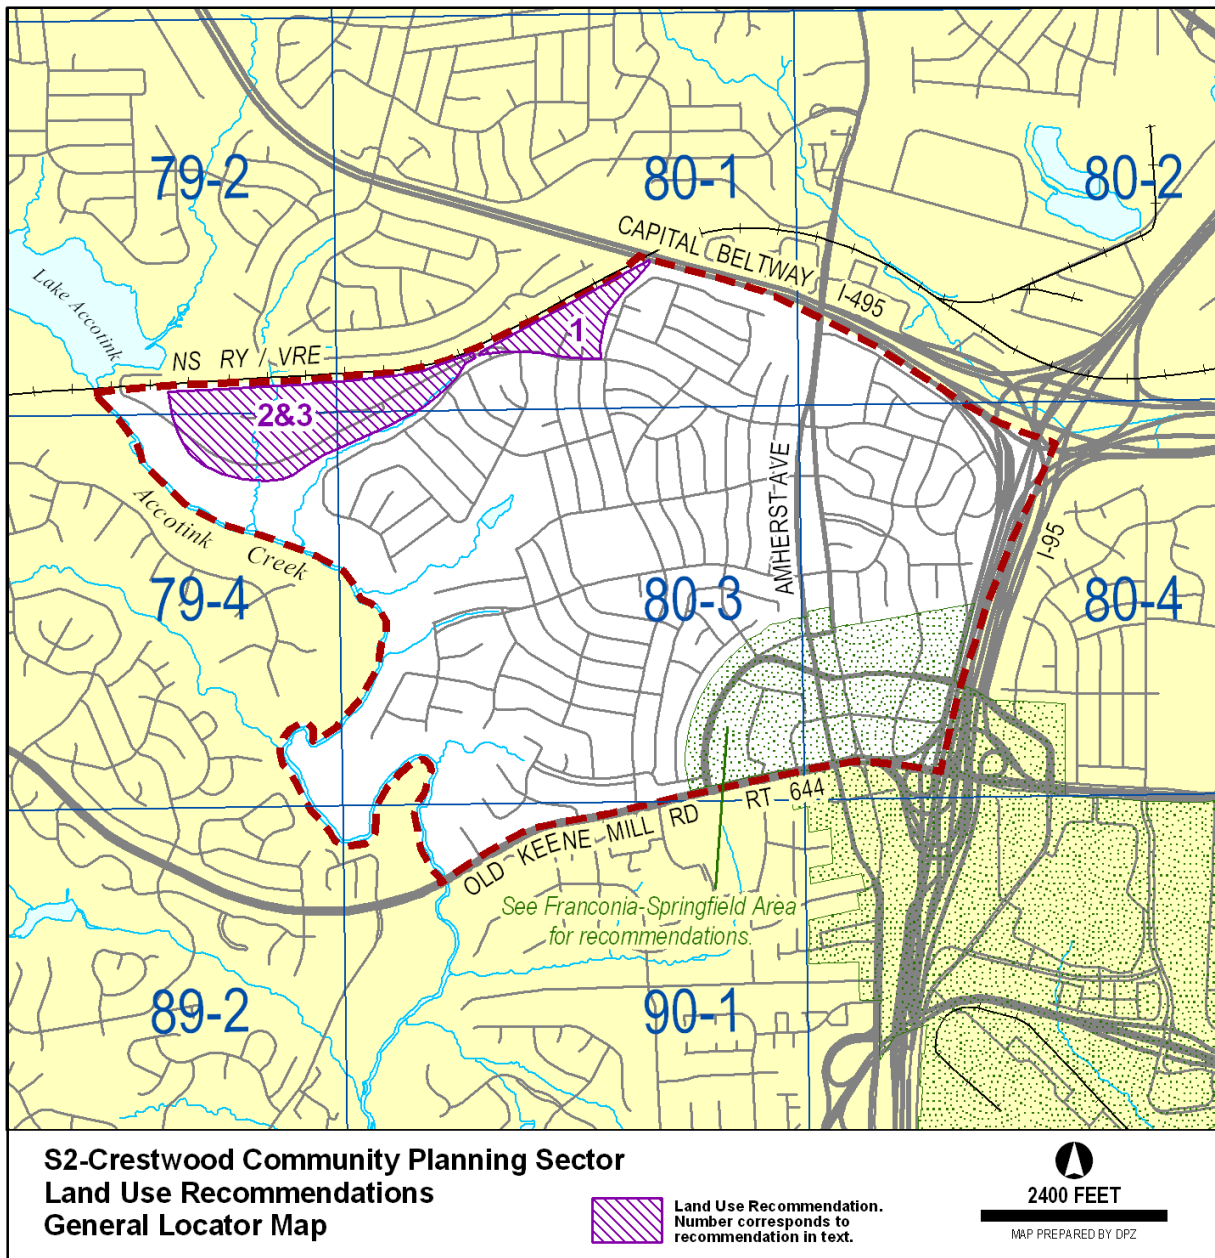 79-2
80-1
80-2
CAPITAL BELTWAY I-495
Lake Accotink
1
NS RY / VRE
2&3
AMHERST AVE
Accotink Creek
I-95
79-4
80-3
80-4
OLD KEENE MILL RD RT 644
See Franconia-Springfield Area
for recommendations.
89-2
90-1
S2-Crestwood Community Planning Sector
Land Use Recommendations
General Locator Map
Land Use Recommendation.
Number corresponds to
recommendation in text.
2400 FEET
MAP PREPARED BY DPZ